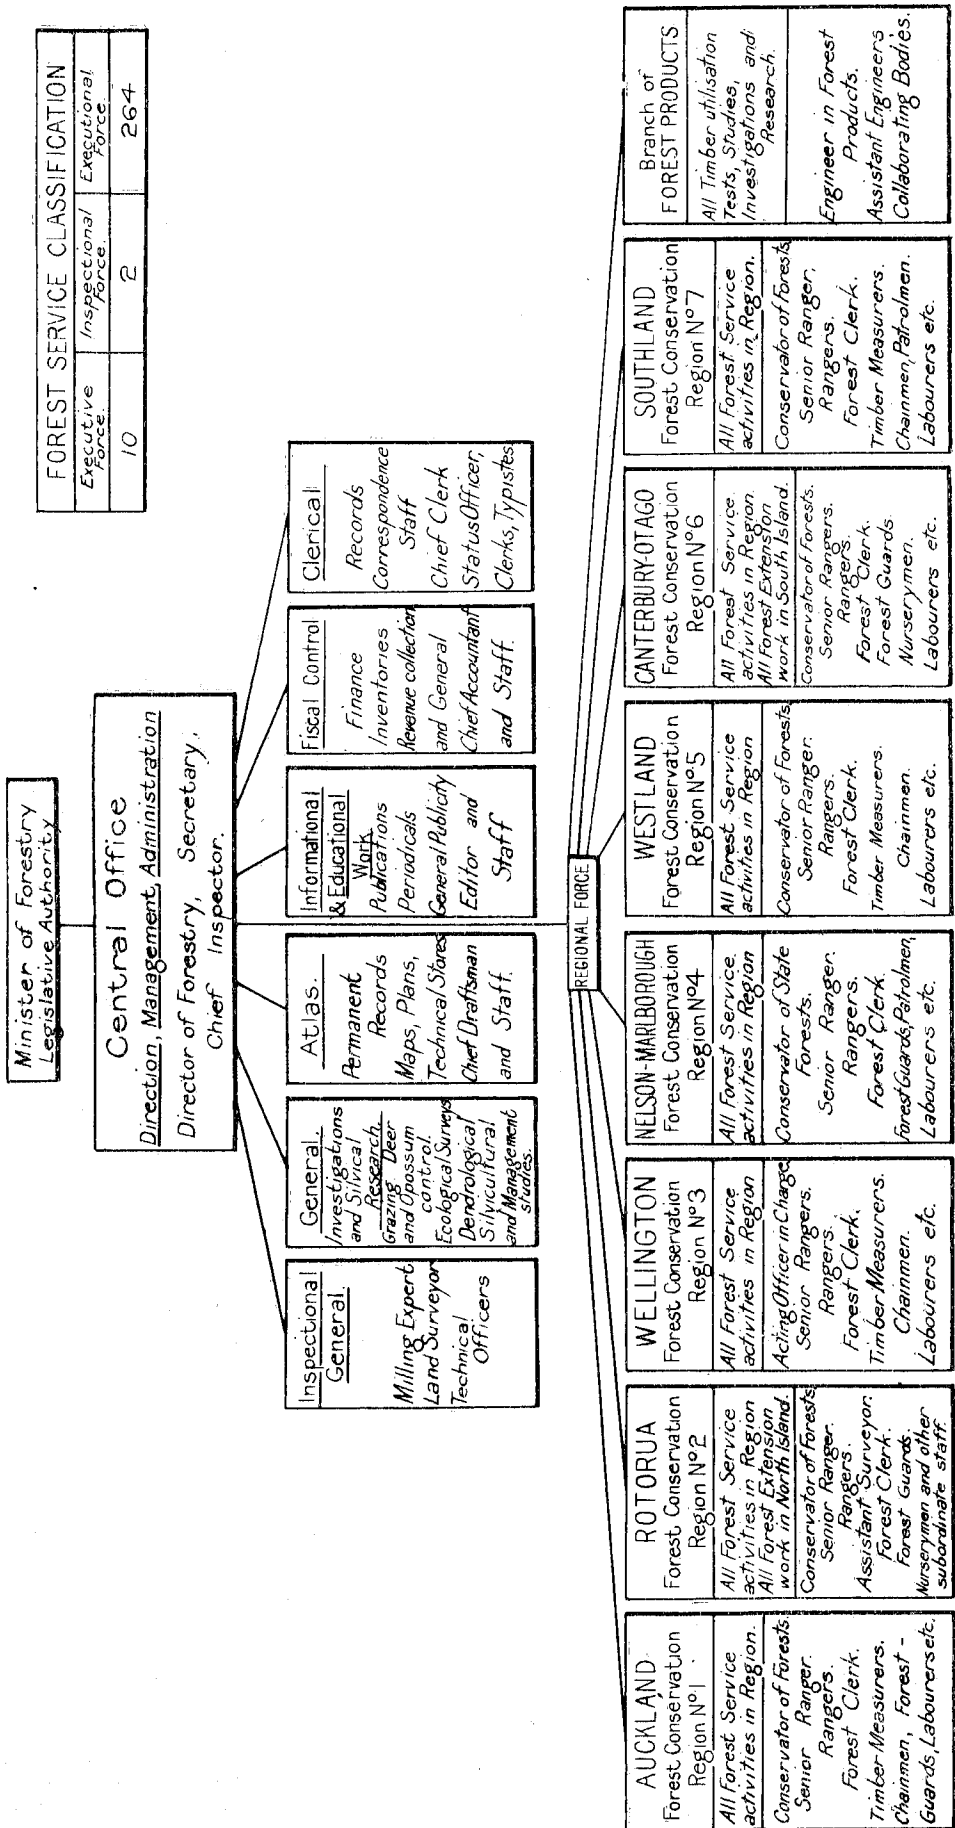 FOREST SERVICE CLASSIFICATION
Executive Force.
Inspectional Force.
Executional Force.
10
2
264
Minister of Forestry
Legislative Authority
Central Office
Direction, Management, Administration
Director of Forestry, Secretary,
Chief Inspector.
Inspectional
General
Milling Expert
Land Surveyor
Technical
Officers
General.
Investigations
and Silvical
Research.
Grazing Deer
and Opossum
control.
Ecological Surveys
Dendrological
Silvicultural
and Management
studies.
Atlas.
Permanent
Records
Maps, Plans,
Technical Stores
Chief Draftsman
and Staff.
Informational
& Educational
Work
Publications
Periodicals
General Publicity
Editor and
Staff
Fiscal Control
Finance
Inventories
Revenue collection
and General
Chief Accountant
and Staff.
Clerical
Records
Correspondence
Staff
Chief Clerk
Status Officer,
Clerks, Typistes
REGIONAL FORCE
AUCKLAND
Forest Conservation
Region No 1
All Forest Service
activities in Region.
Conservator of Forests.
Senior Ranger.
Rangers.
Forest Clerk.
Timber Measurers.
Chainmen, Forest -
Guards, Labourers etc.
ROTORUA
Forest Conservation
Region No 2
All Forest Service
activities in Region
All Forest Extension
work in North Island.
Conservator of Forests
Senior Ranger.
Rangers.
Assistant Surveyor.
Forest Clerk.
Forest Guards.
Nurserymen and other
subordinate staff.
WELLINGTON
Forest Conservation
Region No 3
All Forest Service
activities in Region
Acting Officer in Charge
Senior Rangers.
Rangers.
Forest Clerk.
Timber Measurers.
Chainmen.
Labourers etc.
NELSON-MARLBOROUGH
Forest Conservation
Region No 4
All Forest Service.
activities in Region
Conservator of State
Forests.
Senior Ranger.
Rangers.
Forest Clerk.
Forest Guards, Patrolmen,
Labourers etc.
WESTLAND
Forest Conservation
Region No 5
All Forest Service
activities in Region
Conservator of Forests
Senior Ranger.
Rangers.
Forest Clerk.
Timber Measurers.
Chainmen.
Labourers etc.
CANTERBURY-OTAGO
Forest Conservation
Region No 6
All Forest Service
activities in Region.
All Forest Extension
work in South Island.
Conservator of Forests.
Senior Rangers.
Rangers.
Forest Clerk.
Forest Guards.
Nurserymen.
Labourers etc.
SOUTHLAND
Forest Conservation
Region No 7
All Forest Service
activities in Region.
Conservator of Forests
Senior Ranger,
Rangers.
Forest Clerk.
Timber Measurers.
Chainmen, Patrolmen.
Labourers etc.
Branch of
FOREST PRODUCTS
All Timber utilisation
Tests, Studies,
Investigations and
Research.
Engineer in Forest
Products.
Assistant Engineers
Collaborating Bodies.